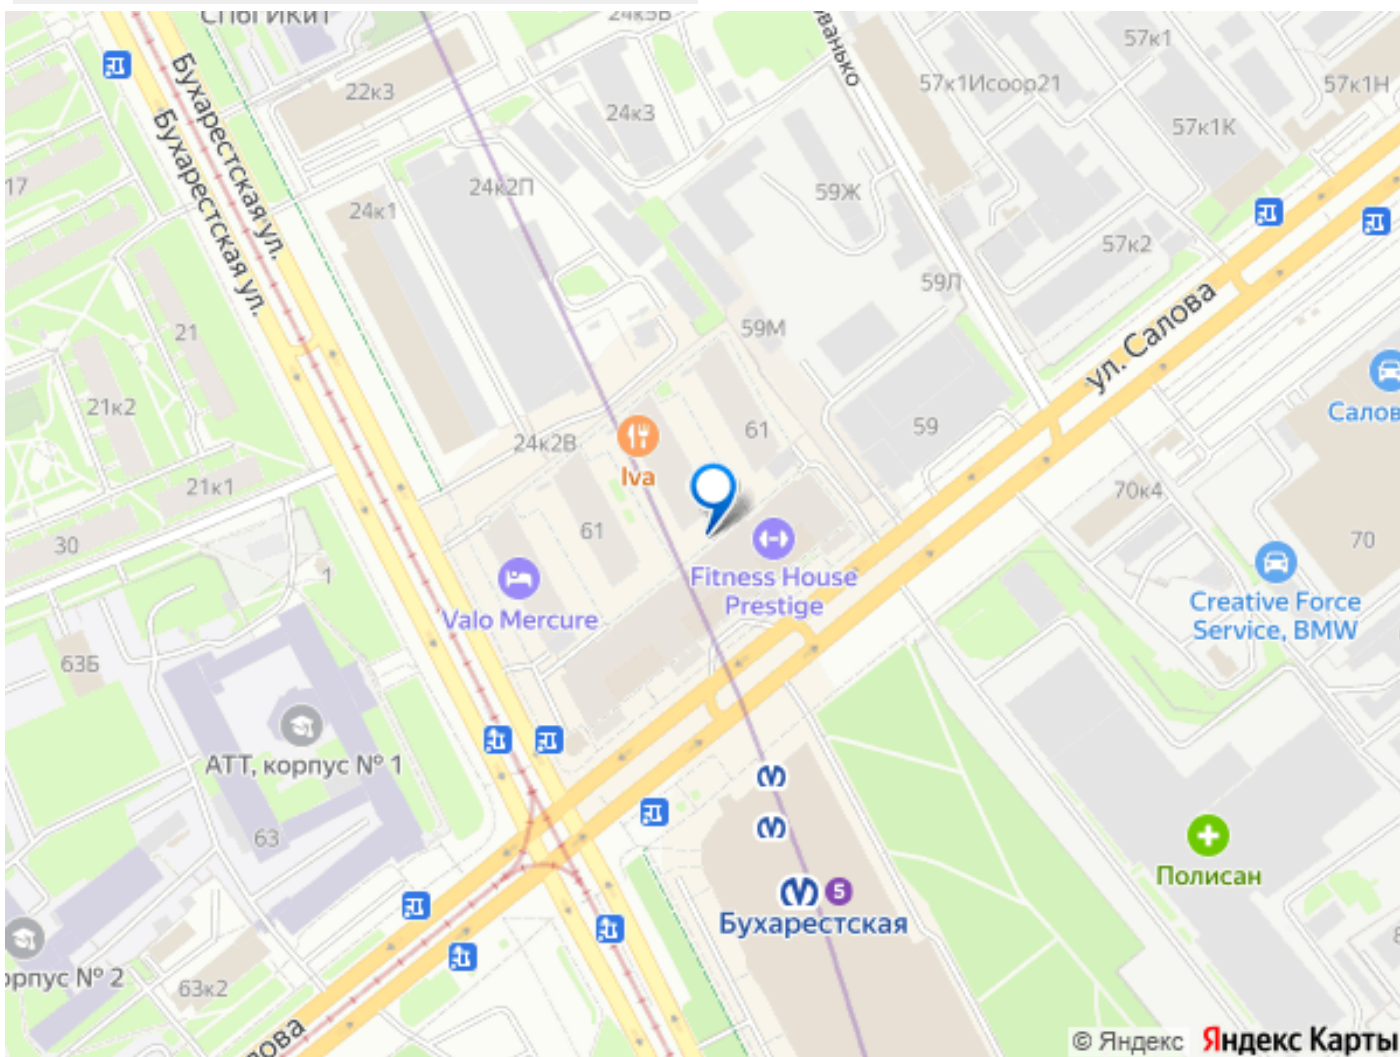 СПбГИКиТ
24к5В
57к1
22к3
57к1Исоор21
57к1Н
24к3
57к1К
Бухарестская ул.
Бухарестская ул.
17
24к2П
59Ж
24к1
57к2
59Л
ул. Салова
21
59М
21к2
Iva
61
59
24к2В
21к1
70к4
30
61
70
1
Fitness House
Prestige
Valo Mercure
Creative Force
Service, BMW
63Б
АТТ, корпус № 1
63
Полисан
5
Бухарестская
63к2
© Яндекс Яндекс Карты